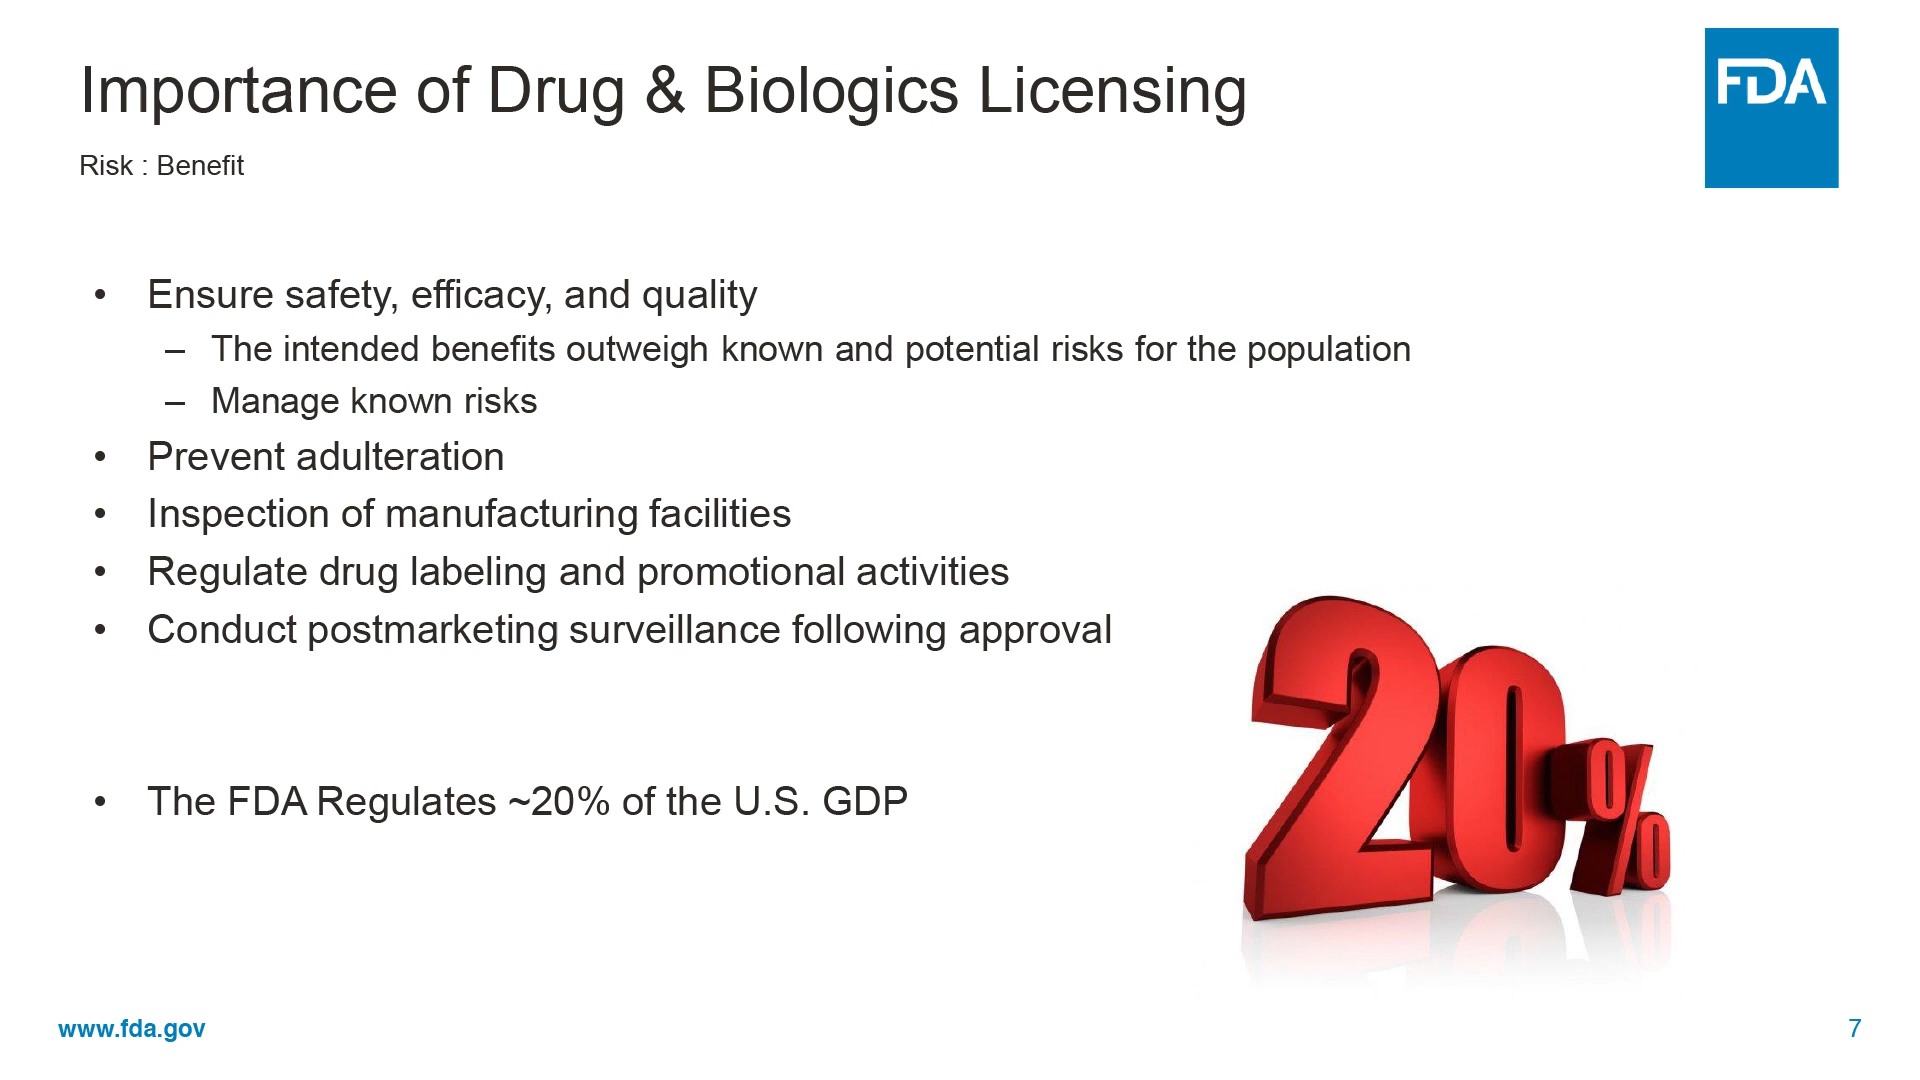 Importance of Drug & Biologics Licensing
FDA
Risk : Benefit
• Ensure safety, efficacy, and quality
– The intended benefits outweigh known and potential risks for the population
– Manage known risks
• Prevent adulteration
• Inspection of manufacturing facilities
• Regulate drug labeling and promotional activities
• Conduct postmarketing surveillance following approval
20%
• The FDA Regulates ~20% of the U.S. GDP
www.fda.gov
7